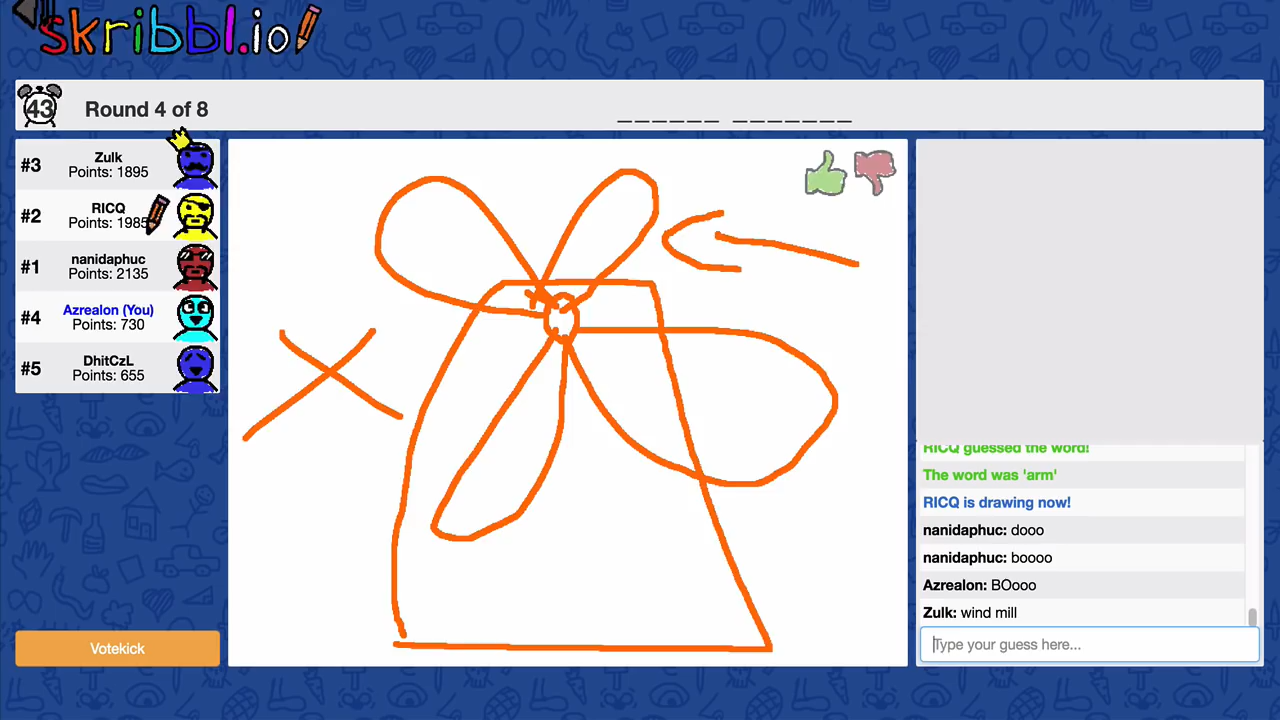 skribbl.io
43
Round 4 of 8
______ _______
#3
Zulk
Points: 1895
#2
RICQ
Points: 1985
#1
nanidaphuc
Points: 2135
#4
Azrealon (You)
Points: 730
#5
DhitCzL
Points: 655
Votekick
RICQ guessed the word!
The word was 'arm'
RICQ is drawing now!
nanidaphuc: dooo
nanidaphuc: boooo
Azrealon: BOooo
Zulk: wind mill
Type your guess here...